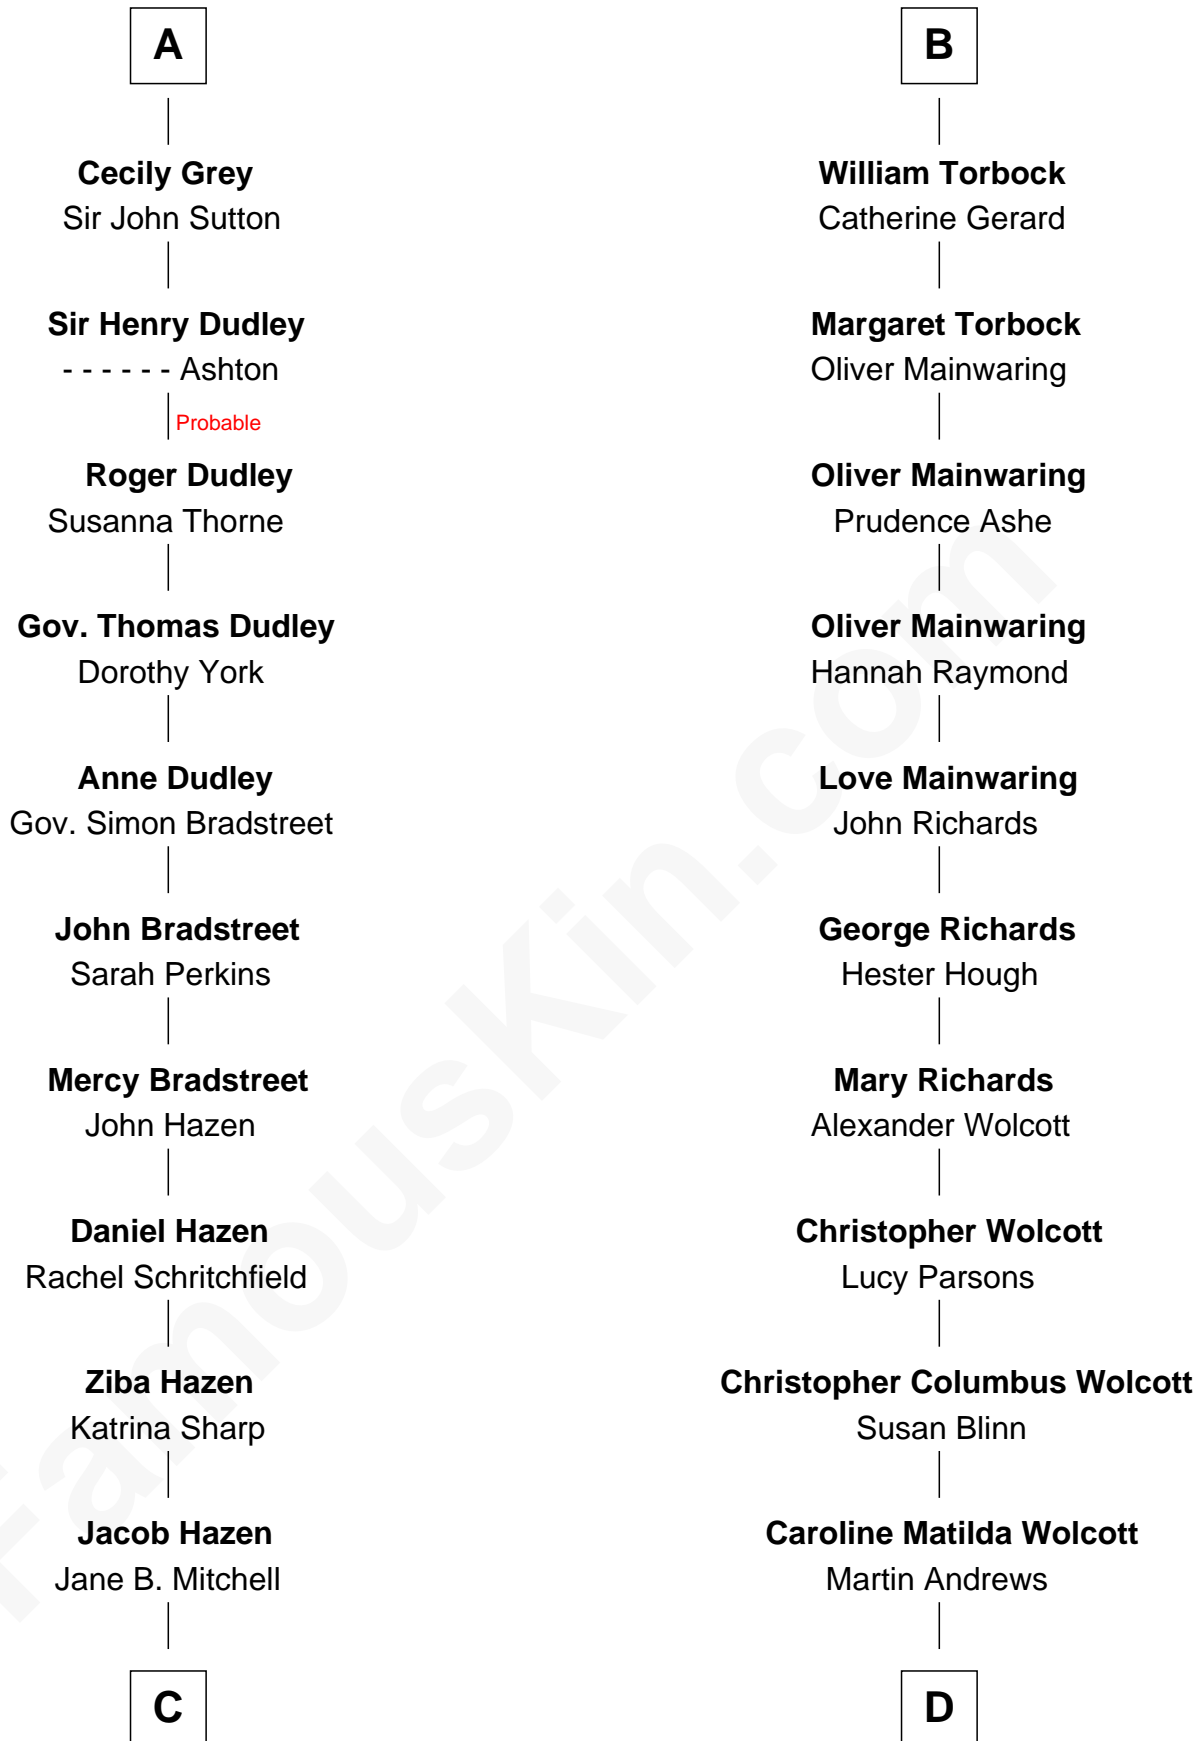 A
Cecily Grey
Sir John Sutton
Sir Henry Dudley
- - - - - - Ashton
Probable
Roger Dudley
Susanna Thorne
Gov. Thomas Dudley
Dorothy York
Anne Dudley
Gov. Simon Bradstreet
John Bradstreet
Sarah Perkins
Mercy Bradstreet
John Hazen
Daniel Hazen
Rachel Schritchfield
Ziba Hazen
Katrina Sharp
Jacob Hazen
Jane B. Mitchell
C
B
William Torbock
Catherine Gerard
Margaret Torbock
Oliver Mainwaring
Oliver Mainwaring
Prudence Ashe
Oliver Mainwaring
Hannah Raymond
Love Mainwaring
John Richards
George Richards
Hester Hough
Mary Richards
Alexander Wolcott
Christopher Wolcott
Lucy Parsons
Christopher Columbus Wolcott
Susan Blinn
Caroline Matilda Wolcott
Martin Andrews
D
FamousKin.com